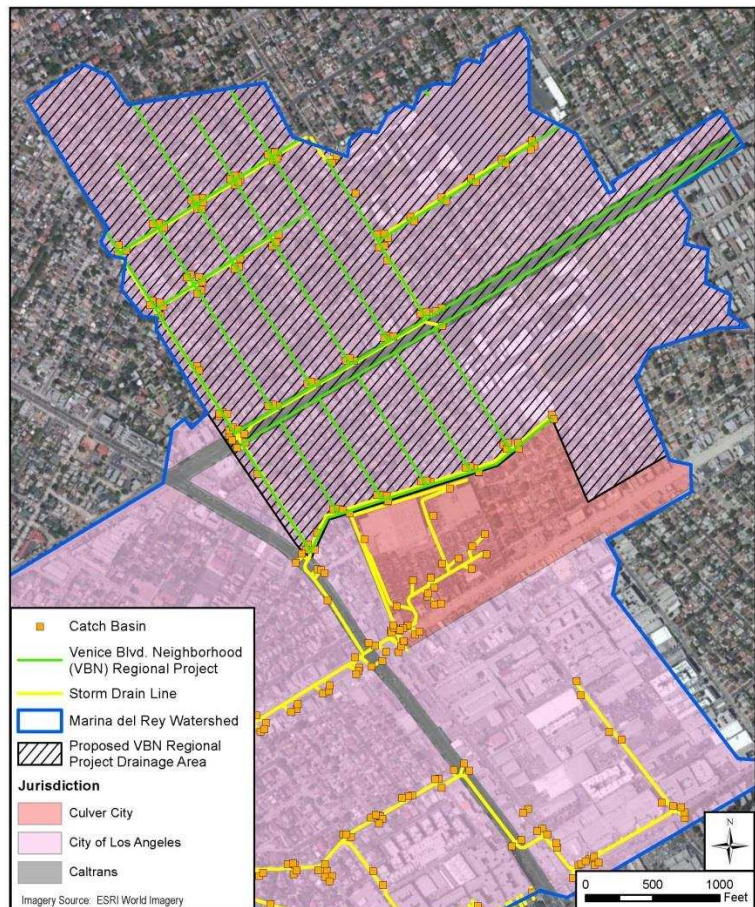 Catch Basin
Venice Blvd. Neighborhood
(VBN) Regional Project
Storm Drain Line
Marina del Rey Watershed
Proposed VBN Regional
Project Drainage Area
Jurisdiction
Culver City
City of Los Angeles
Caltrans
Imagery Source: ESRI World Imagery
N
0 500 1000
Feet